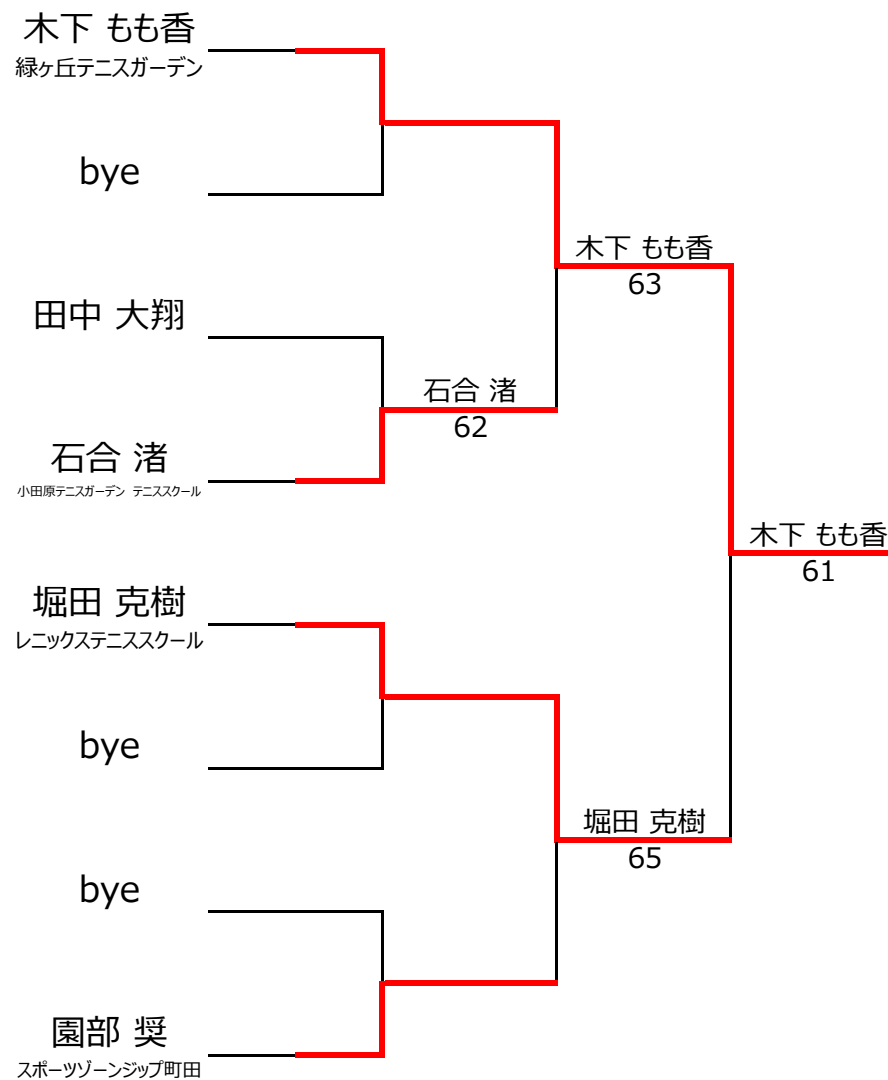 木下 もも香
緑ヶ丘テニスガーデン
bye
木下 もも香
63
田中 大翔
石合 渚
62
石合 渚
小田原テニスガーデン テニススクール
木下 もも香
61
堀田 克樹
レニックステニススクール
bye
堀田 克樹
65
bye
園部 奨
スポーツゾーンジップ町田